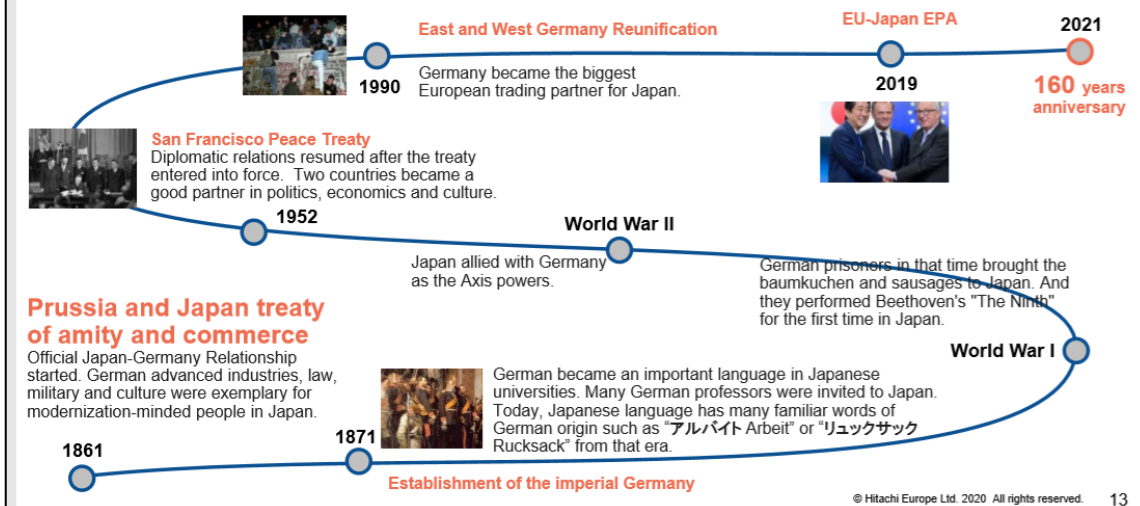 East and West Germany Reunification
1990
Germany became the biggest
European trading partner for Japan.
EU-Japan EPA
2019
2021
160 years
anniversary
San Francisco Peace Treaty
Diplomatic relations resumed after the treaty
entered into force. Two countries became a
good partner in politics, economics and culture.
1952
World War II
Japan allied with Germany
as the Axis powers.
German prisoners in that time brought the
baumkuchen and sausages to Japan. And
they performed Beethoven's "The Ninth"
for the first time in Japan.
World War I
Prussia and Japan treaty
of amity and commerce
Official Japan-Germany Relationship
started. German advanced industries, law,
military and culture were exemplary for
modernization-minded people in Japan.
1861
1871
German became an important language in Japanese
universities. Many German professors were invited to Japan.
Today, Japanese language has many familiar words of
German origin such as “アルバイト Arbeit” or “リュックサック
Rucksack” from that era.
Establishment of the imperial Germany
© Hitachi Europe Ltd. 2020 All rights reserved.
13